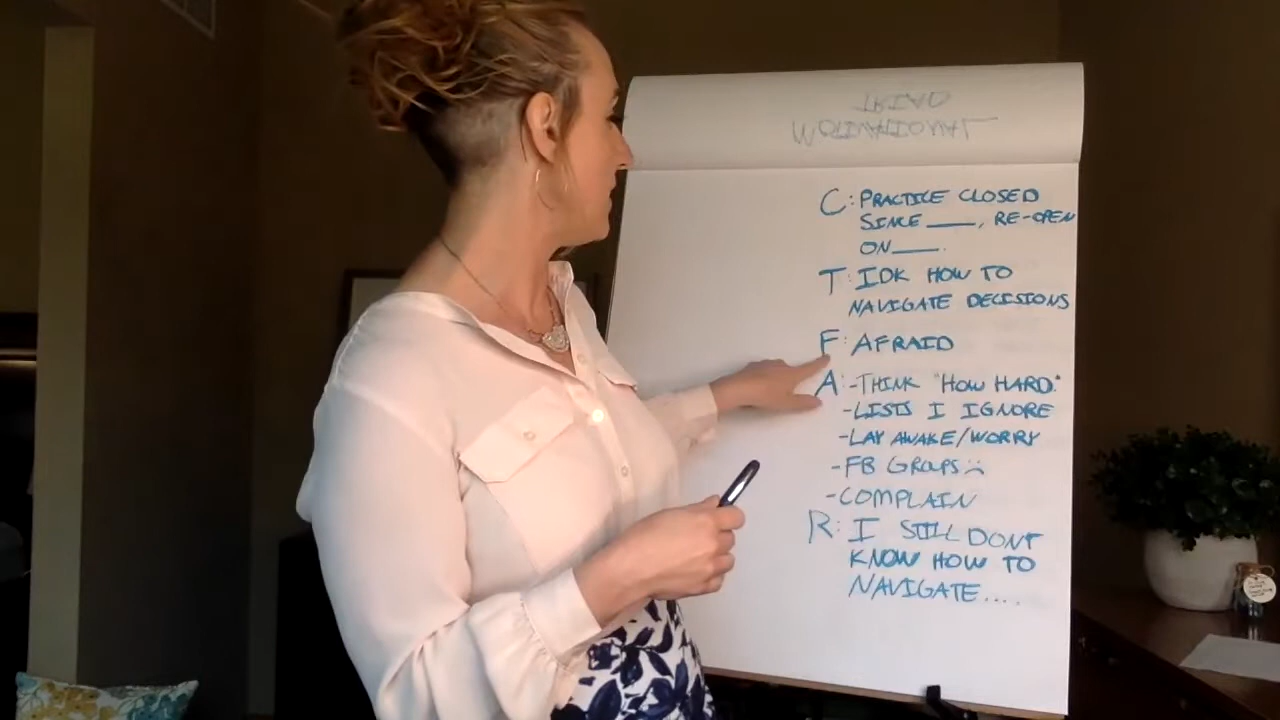 C: PRACTICE CLOSED
SINCE ____, RE-OPEN
ON ____.
T: IDK HOW TO
NAVIGATE DECISIONS
F: AFRAID
A: -THINK "HOW HARD."
-LISTS I IGNORE
-LAY AWAKE/WORRY
-FB GROUPS :(
-COMPLAIN
R: I STILL DONT
KNOW HOW TO
NAVIGATE....